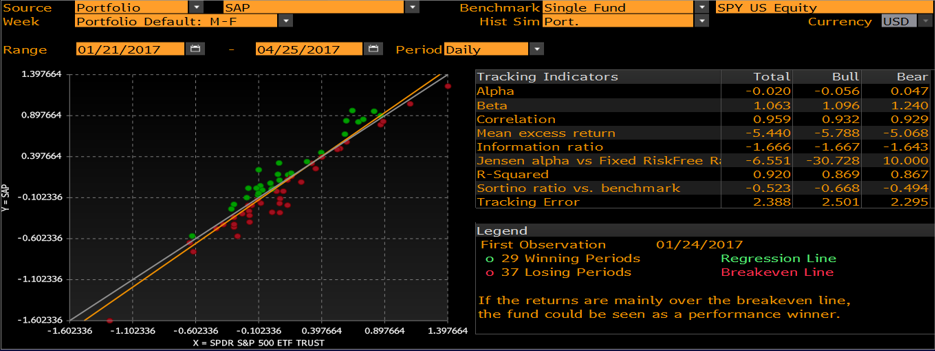 Source Portfolio SAP Benchmark Single Fund SPY US Equity
Week Portfolio Default: M-F Hist Sim Port. Currency USD
Range 01/21/2017 - 04/25/2017 Period Daily
1.397664
0.897664
0.397664
-0.102336
-0.602336
-1.102336
-1.602336
Y = SAP
-1.602336 -1.102336 -0.602336 -0.102336 0.397664 0.897664 1.397664
X = SPDR S&P 500 ETF TRUST
Tracking Indicators Total Bull Bear
Alpha -0.020 -0.056 0.047
Beta 1.063 1.096 1.240
Correlation 0.959 0.932 0.929
Mean excess return -5.440 -5.788 -5.068
Information ratio -1.666 -1.667 -1.643
Jensen alpha vs Fixed RiskFree Ra -6.551 -30.728 10.000
R-Squared 0.920 0.869 0.867
Sortino ratio vs. benchmark -0.523 -0.668 -0.494
Tracking Error 2.388 2.501 2.295
Legend
First Observation 01/24/2017
o 29 Winning Periods Regression Line
o 37 Losing Periods Breakeven Line
If the returns are mainly over the breakeven line,
the fund could be seen as a performance winner.